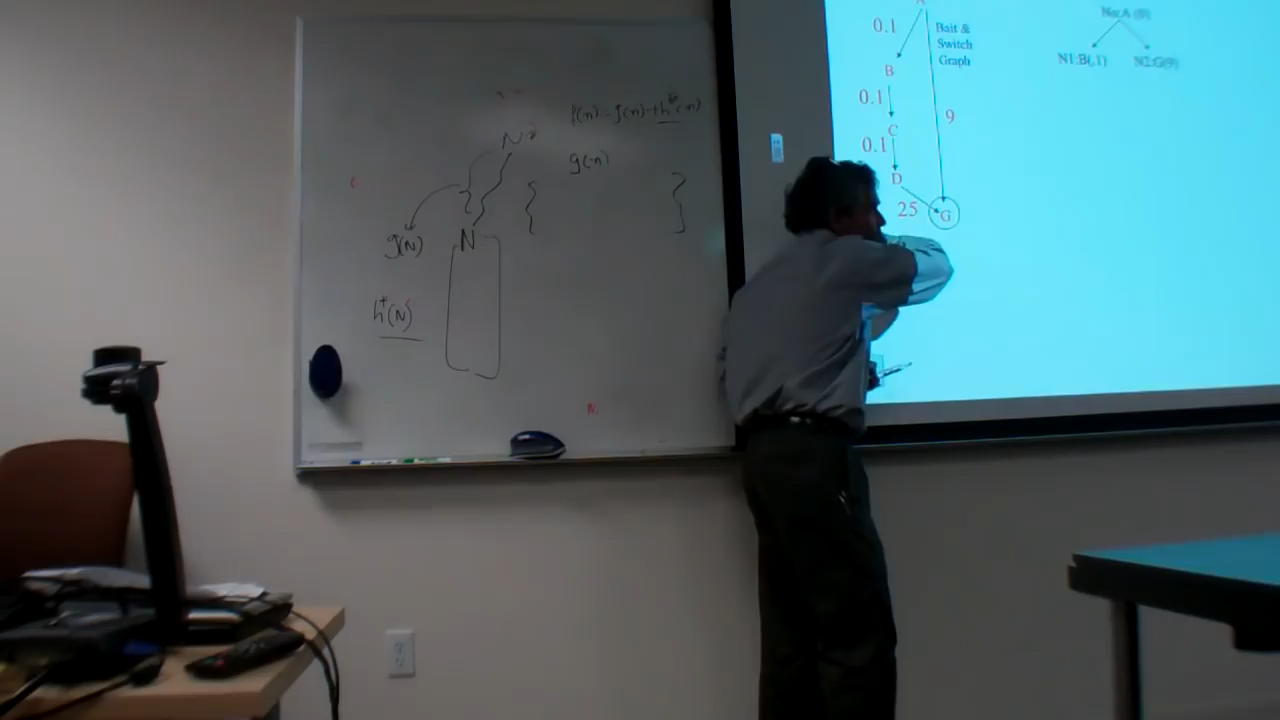 f(n) = g(n) + h*(n)
g(n)
g(N)
N
h*(N)
N0:A (0)
N1:B(.1)
N2:G(9)
Bait &
Switch
Graph
0.1
B
0.1
9
C
0.1
D
25
G